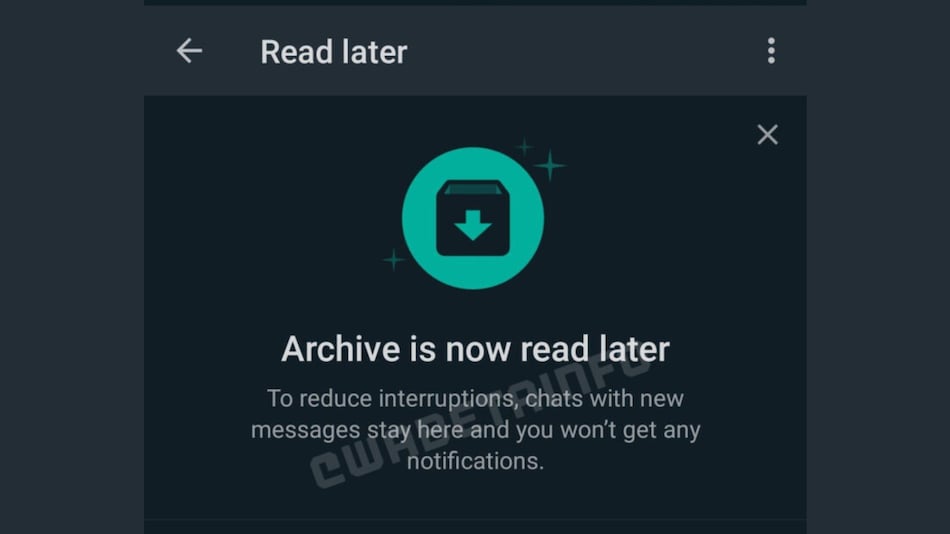 Read later
Archive is now read later
To reduce interruptions, chats with new
messages stay here and you won't get any
notifications.
CWABETAINFO